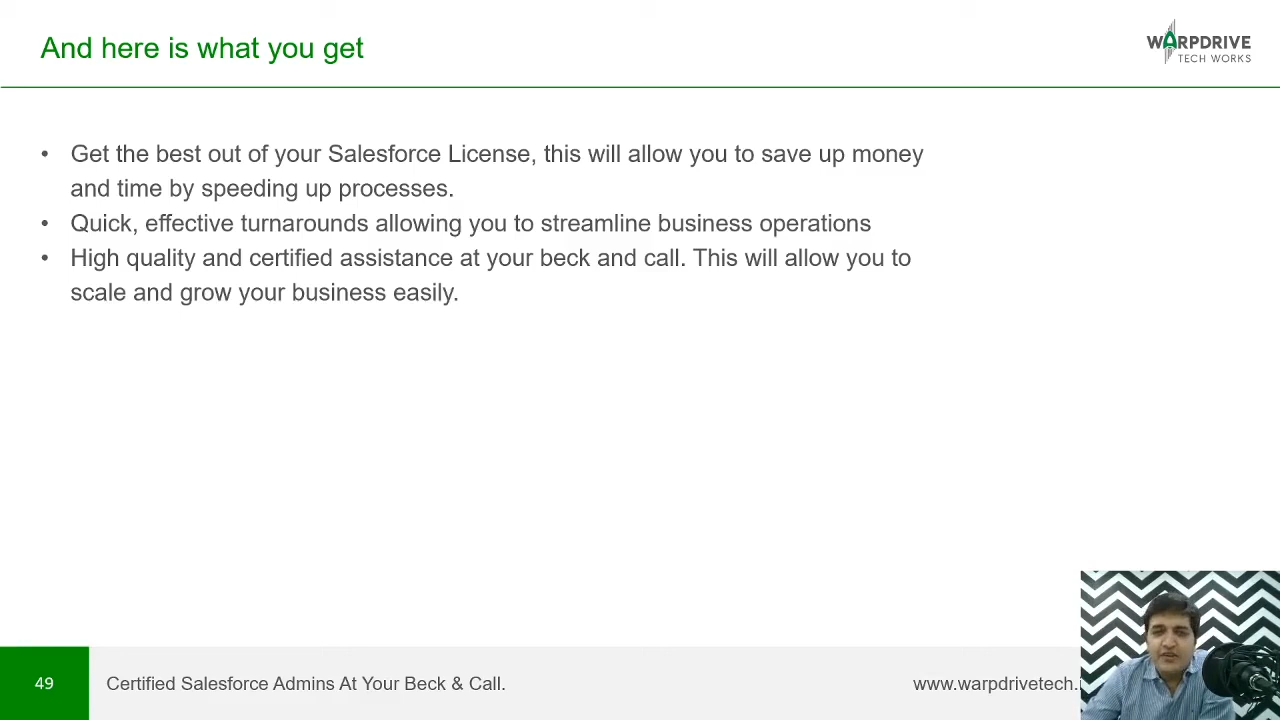 And here is what you get
WARPDRIVE
TECH WORKS
• Get the best out of your Salesforce License, this will allow you to save up money
and time by speeding up processes.
• Quick, effective turnarounds allowing you to streamline business operations
• High quality and certified assistance at your beck and call. This will allow you to
scale and grow your business easily.
49
Certified Salesforce Admins At Your Beck & Call.
www.warpdrivetech.